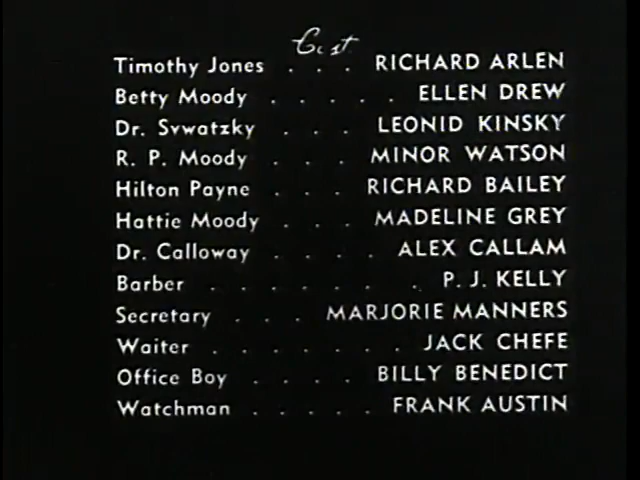 Cast
Timothy Jones . . . RICHARD ARLEN
Betty Moody . . . . . ELLEN DREW
Dr. Svwatzky . . . LEONID KINSKY
R. P. Moody . . . MINOR WATSON
Hilton Payne . . . RICHARD BAILEY
Hattie Moody . . . MADELINE GREY
Dr. Calloway . . . . ALEX CALLAM
Barber . . . . . . P. J. KELLY
Secretary . . . MARJORIE MANNERS
Waiter . . . . . . . JACK CHEFE
Office Boy . . . . BILLY BENEDICT
Watchman . . . . . FRANK AUSTIN